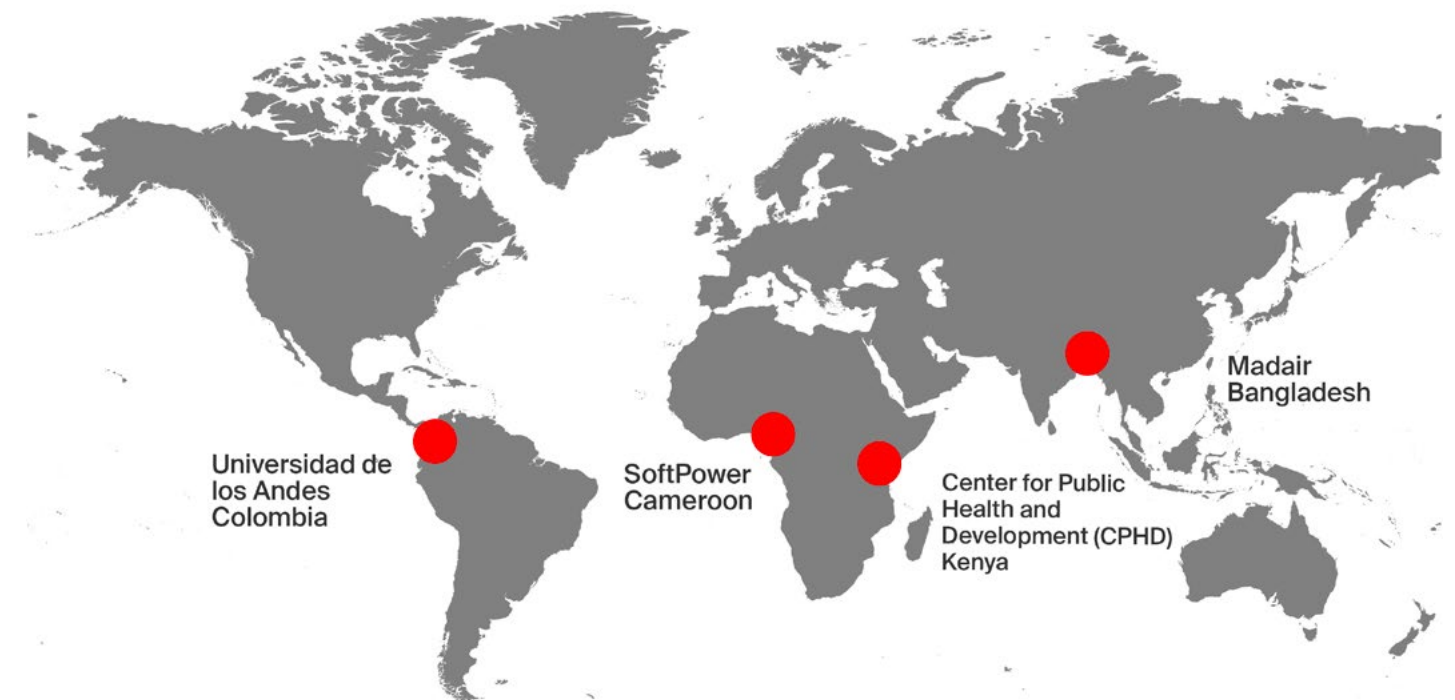 Universidad de
los Andes
Colombia
SoftPower
Cameroon
Center for Public
Health and
Development (CPHD)
Kenya
Madair
Bangladesh